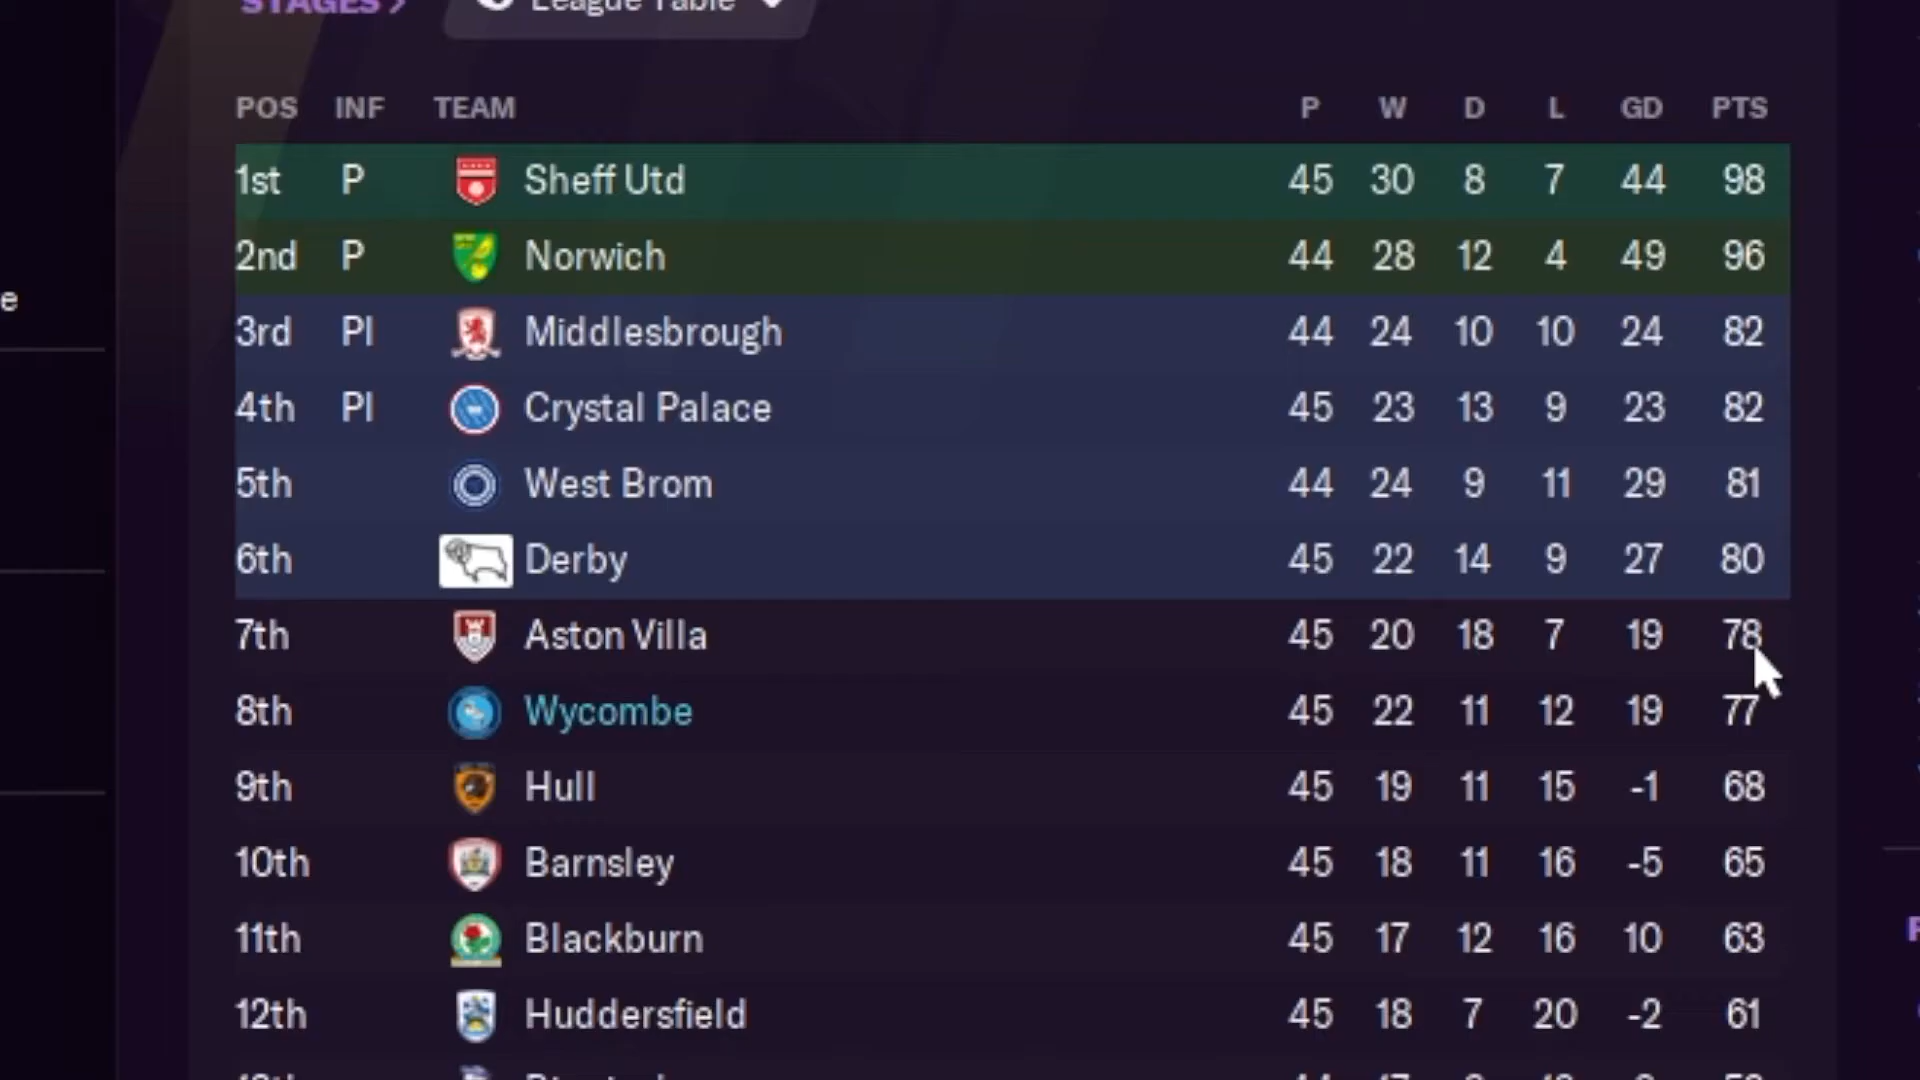 STAGES > League Table
POS INF TEAM P W D L GD PTS
1st P Sheff Utd 45 30 8 7 44 98
2nd P Norwich 44 28 12 4 49 96
e
3rd Pl Middlesbrough 44 24 10 10 24 82
4th Pl Crystal Palace 45 23 13 9 23 82
5th West Brom 44 24 9 11 29 81
6th Derby 45 22 14 9 27 80
7th Aston Villa 45 20 18 7 19 78
8th Wycombe 45 22 11 12 19 77
9th Hull 45 19 11 15 -1 68
10th Barnsley 45 18 11 16 -5 65
11th Blackburn 45 17 12 16 10 63
12th Huddersfield 45 18 7 20 -2 61